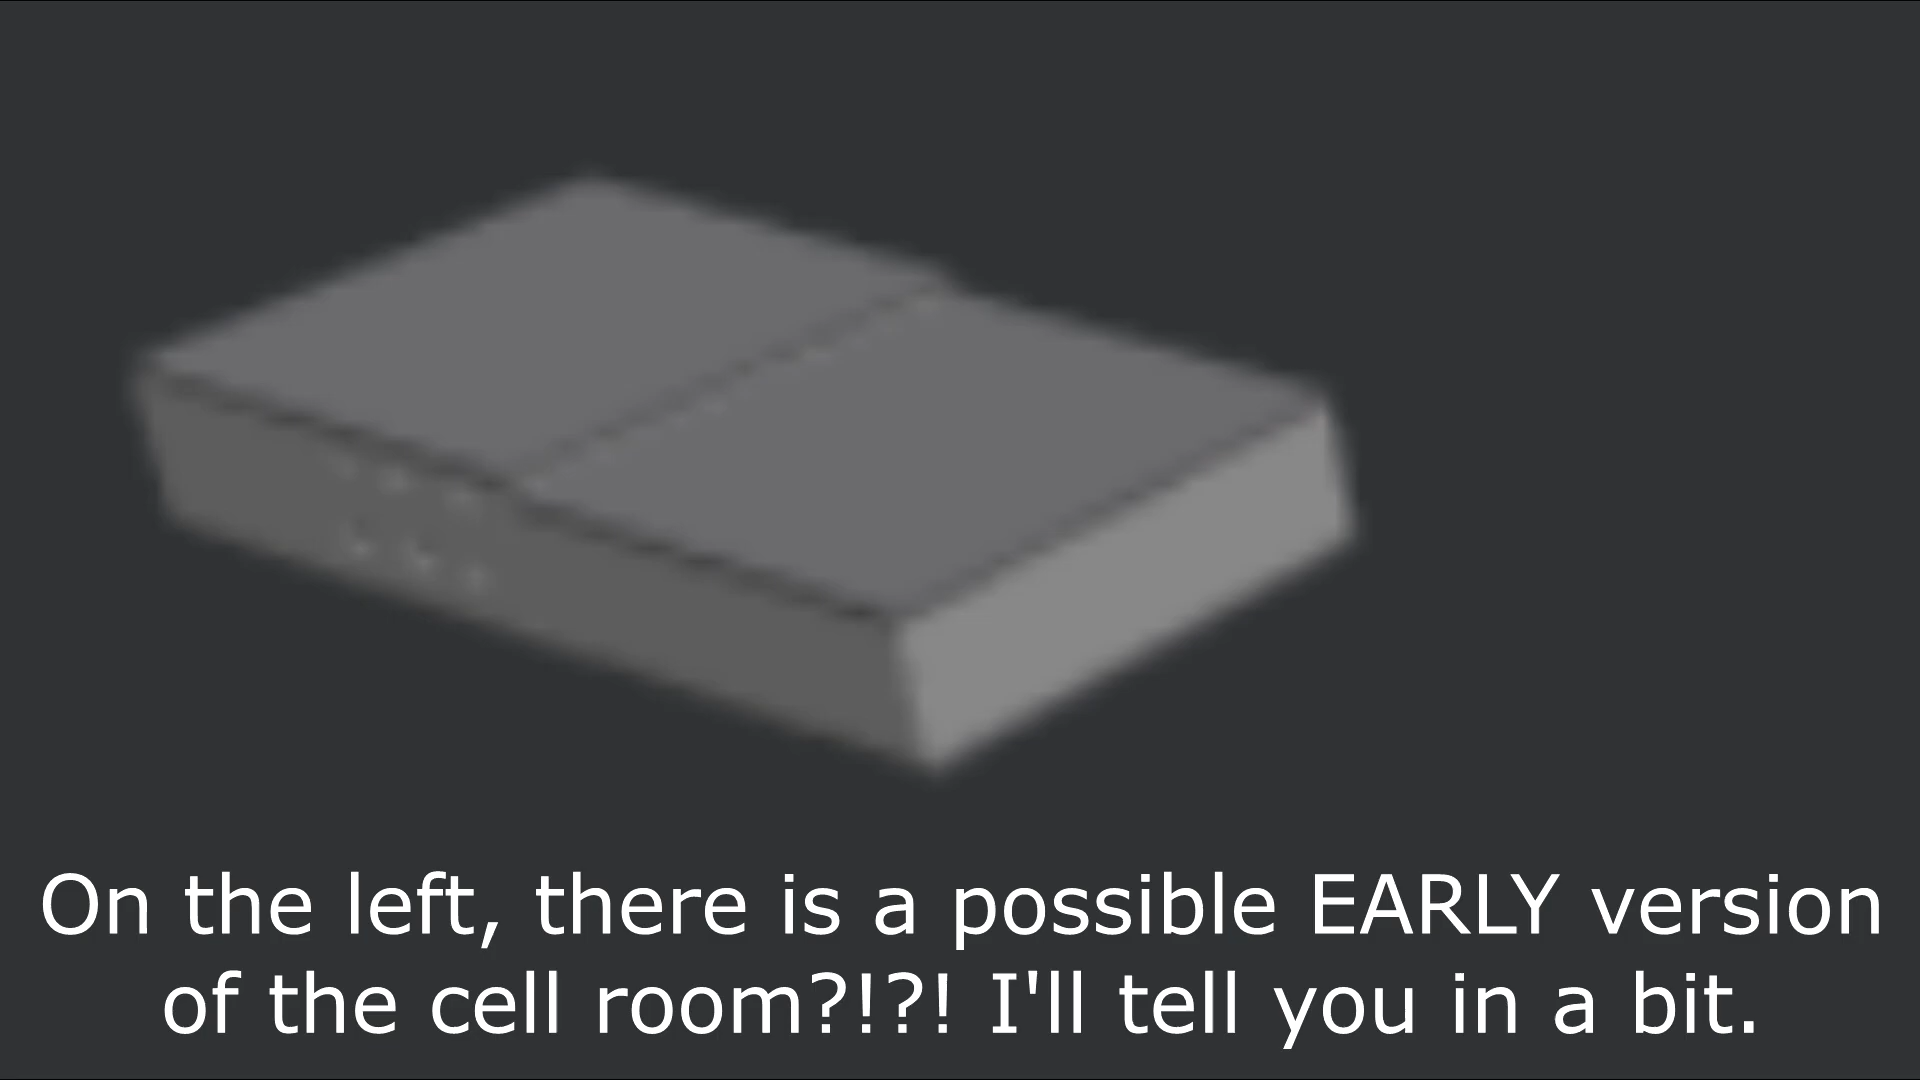 On the left, there is a possible EARLY version
of the cell room?!?! I'll tell you in a bit.